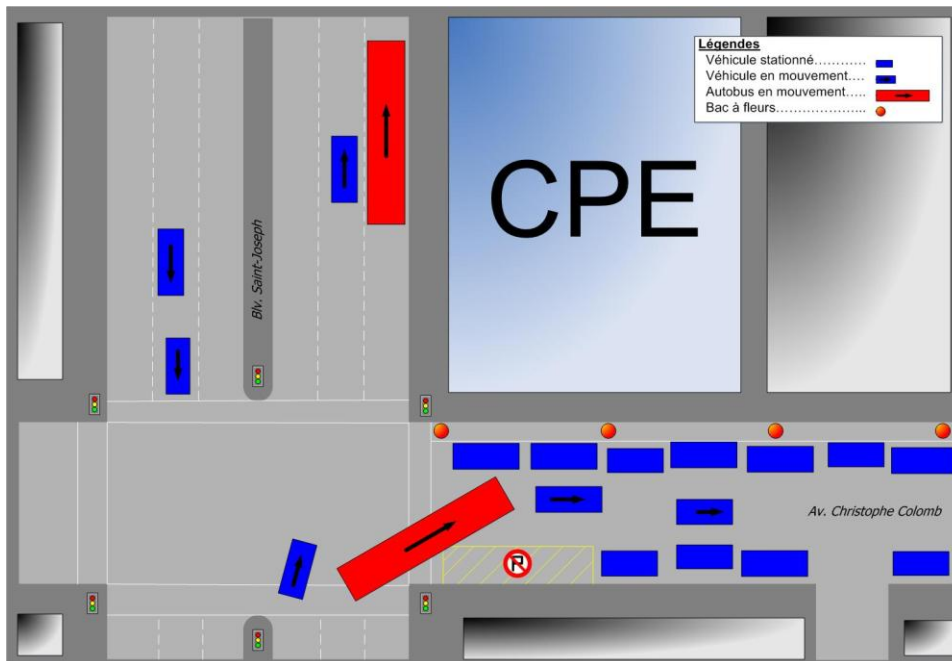 Légendes
Véhicule stationné............
Véhicule en mouvement....
Autobus en mouvement.....
Bac à fleurs......................
CPE
Blv. Saint-Joseph
Av. Christophe Colomb
P